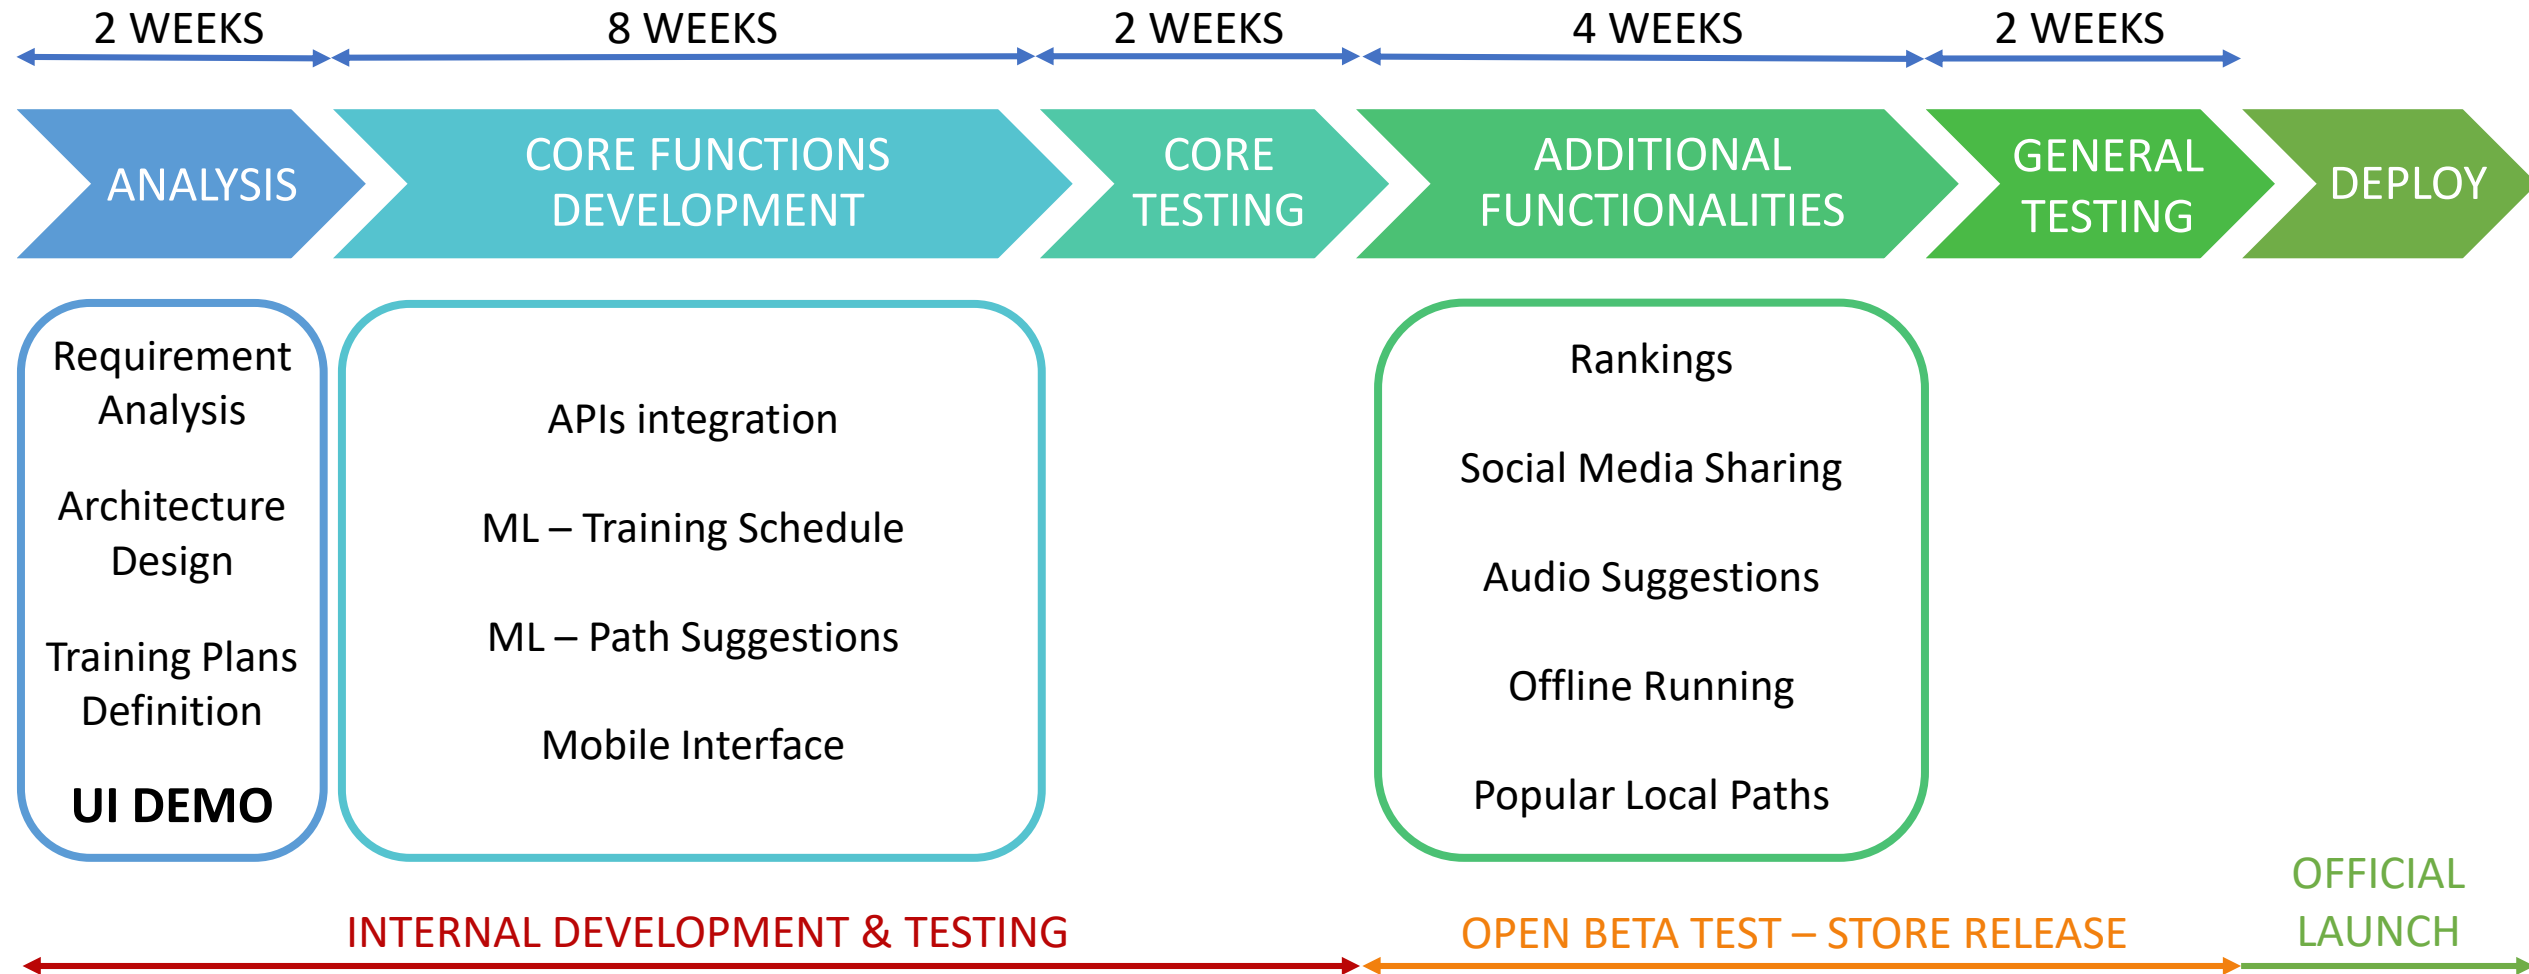 2 WEEKS
8 WEEKS
2 WEEKS
4 WEEKS
2 WEEKS
ANALYSIS
CORE FUNCTIONS
DEVELOPMENT
CORE
TESTING
ADDITIONAL
FUNCTIONALITIES
GENERAL
TESTING
DEPLOY
Requirement
Analysis
Architecture
Design
Training Plans
Definition
UI DEMO
APIs integration
ML – Training Schedule
ML – Path Suggestions
Mobile Interface
Rankings
Social Media Sharing
Audio Suggestions
Offline Running
Popular Local Paths
INTERNAL DEVELOPMENT & TESTING
OPEN BETA TEST – STORE RELEASE
OFFICIAL
LAUNCH